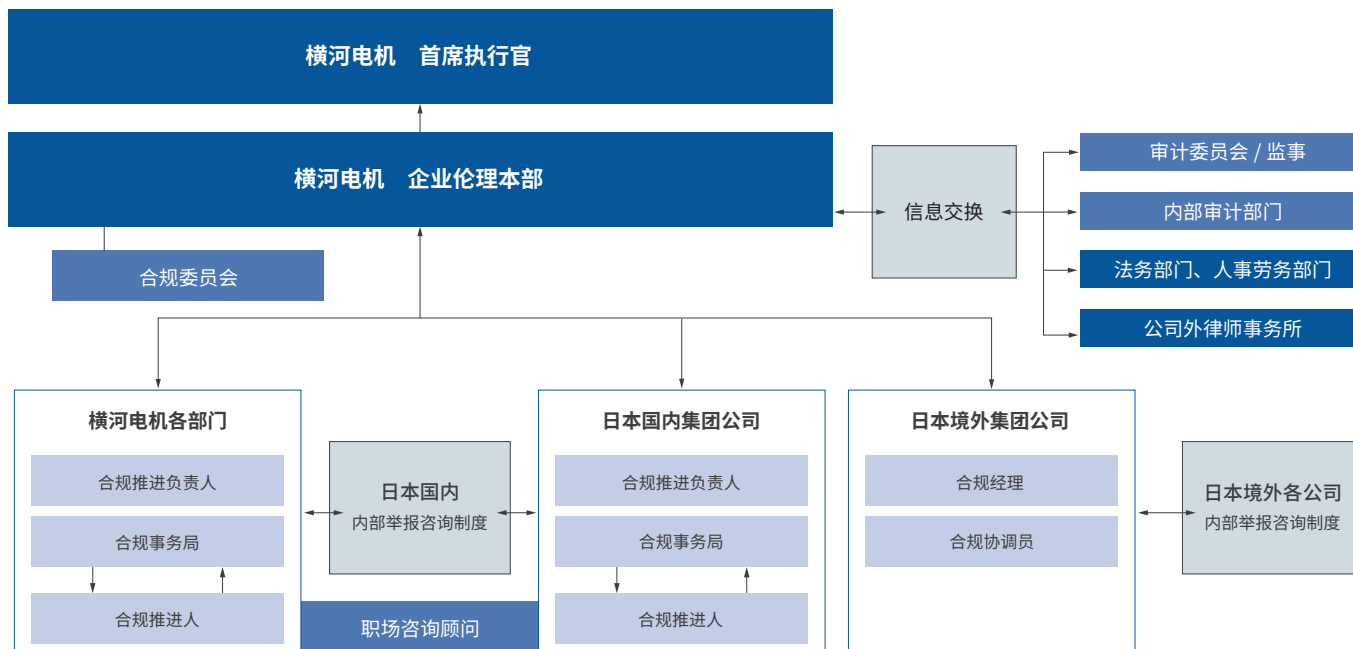 横河电机　首席执行官
横河电机　企业伦理本部
合规委员会
信息交换
审计委员会 / 监事
内部审计部门
法务部门、人事劳务部门
公司外律师事务所
横河电机各部门
合规推进负责人
合规事务局
合规推进人
日本国内
内部举报咨询制度
职场咨询顾问
日本国内集团公司
合规推进负责人
合规事务局
合规推进人
日本境外集团公司
合规经理
合规协调员
日本境外各公司
内部举报咨询制度